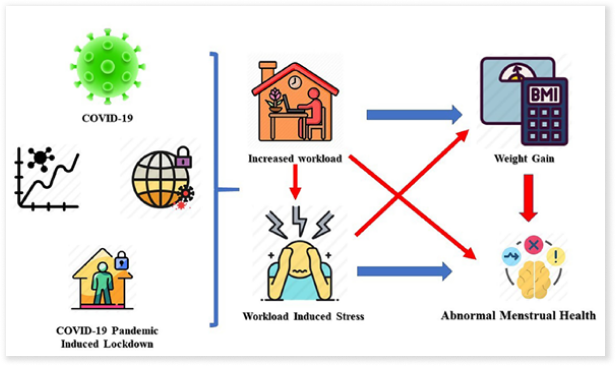 COVID-19
COVID-19 Pandemic
Induced Lockdown
Increased workload
Workload Induced Stress
BMI
Weight Gain
Abnormal Menstrual Health